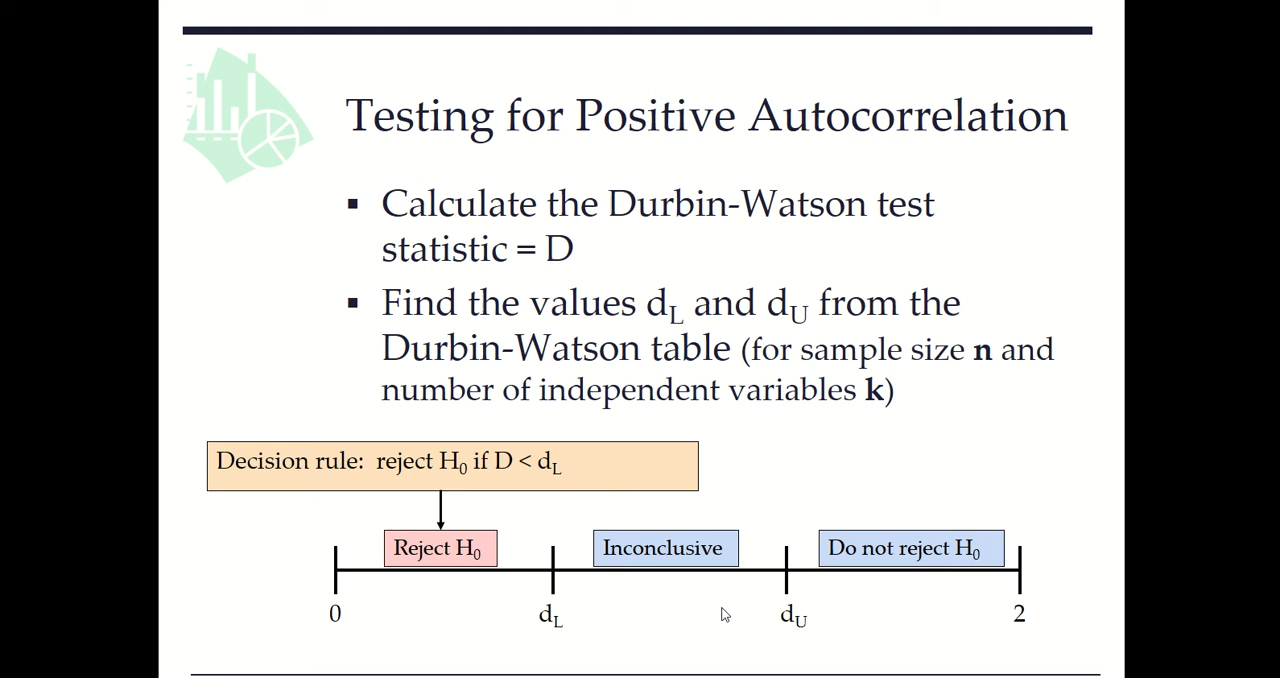 Testing for Positive Autocorrelation
▪ Calculate the Durbin-Watson test
statistic = D
▪ Find the values d_L and d_U from the
Durbin-Watson table (for sample size n and
number of independent variables k)
Decision rule: reject H₀ if D < d_L
Reject H₀
Inconclusive
Do not reject H₀
0
d_L
d_U
2